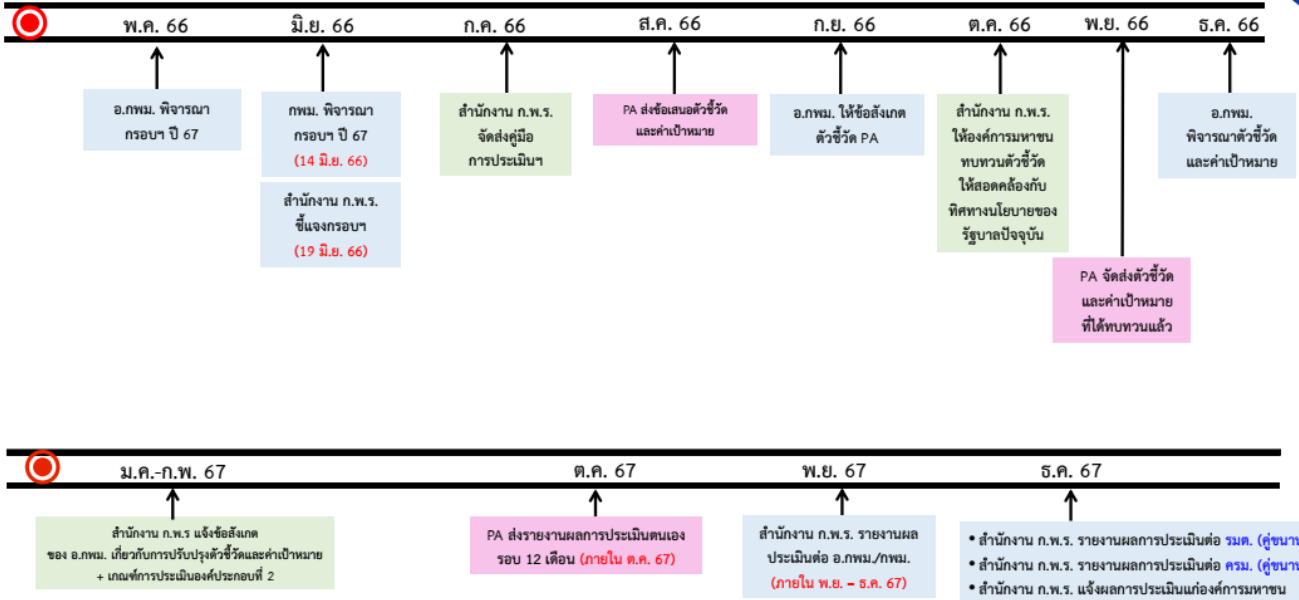 พ.ค. 66
มิ.ย. 66
ก.ค. 66
ส.ค. 66
ก.ย. 66
ต.ค. 66
พ.ย. 66
ธ.ค. 66
อ.กพม. พิจารณา
กรอบฯ ปี 67
กพม. พิจารณา
กรอบฯ ปี 67
(14 มิ.ย. 66)
สำนักงาน ก.พ.ร.
ชี้แจงกรอบฯ
(19 มิ.ย. 66)
สำนักงาน ก.พ.ร.
จัดส่งคู่มือ
การประเมินฯ
PA ส่งข้อเสนอตัวชี้วัด
และค่าเป้าหมาย
อ.กพม. ให้ข้อสังเกต
ตัวชี้วัด PA
สำนักงาน ก.พ.ร.
ให้องค์การมหาชน
ทบทวนตัวชี้วัด
ให้สอดคล้องกับ
ทิศทางนโยบายของ
รัฐบาลปัจจุบัน
PA จัดส่งตัวชี้วัด
และค่าเป้าหมาย
ที่ได้ทบทวนแล้ว
อ.กพม.
พิจารณาตัวชี้วัด
และค่าเป้าหมาย
ม.ค.-ก.พ. 67
ต.ค. 67
พ.ย. 67
ธ.ค. 67
สำนักงาน ก.พ.ร แจ้งข้อสังเกต
ของ อ.กพม. เกี่ยวกับการปรับปรุงตัวชี้วัดและค่าเป้าหมาย
+ เกณฑ์การประเมินองค์ประกอบที่ 2
PA ส่งรายงานผลการประเมินตนเอง
รอบ 12 เดือน (ภายใน ต.ค. 67)
สำนักงาน ก.พ.ร. รายงานผล
ประเมินต่อ อ.กพม./กพม.
(ภายใน พ.ย. – ธ.ค. 67)
• สำนักงาน ก.พ.ร. รายงานผลการประเมินต่อ รมต. (คู่ขนาน
• สำนักงาน ก.พ.ร. รายงานผลการประเมินต่อ ครม. (คู่ขนาน
• สำนักงาน ก.พ.ร. แจ้งผลการประเมินแก่องค์การมหาชน